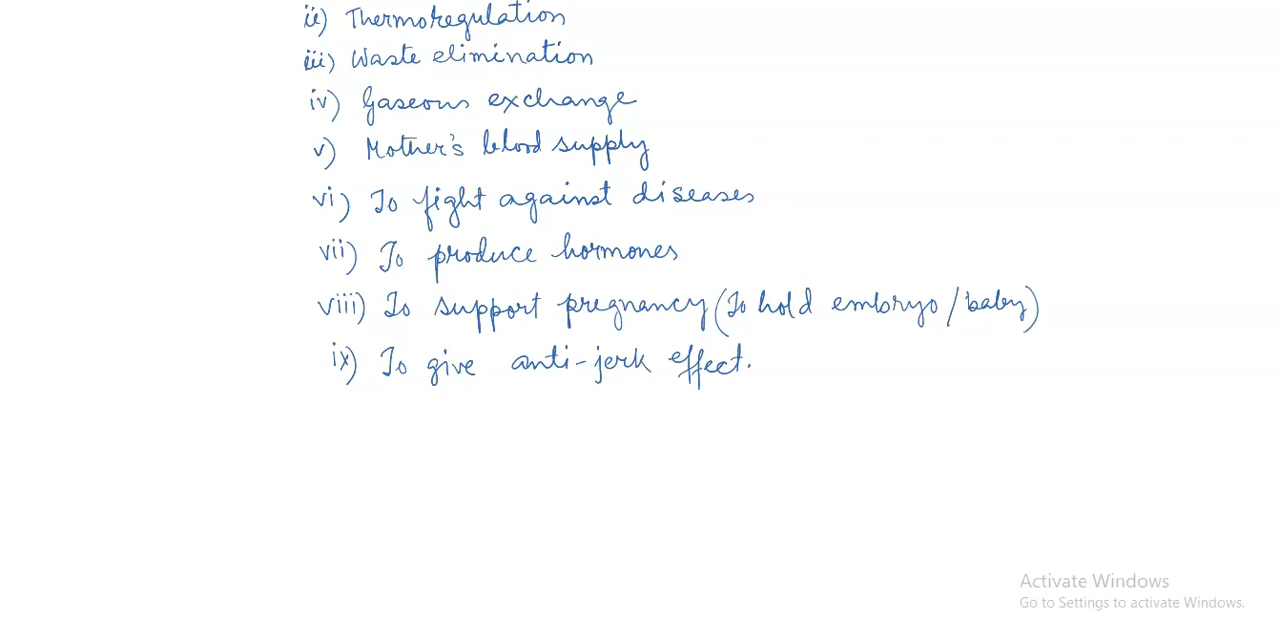 ii) Thermoregulation
iii) Waste elimination
iv) Gaseous exchange
v) Mother's blood supply
vi) To fight against diseases
vii) To produce hormones
viii) To support pregnancy (To hold embryo/baby)
ix) To give anti-jerk effect.
Activate Windows
Go to Settings to activate Windows.